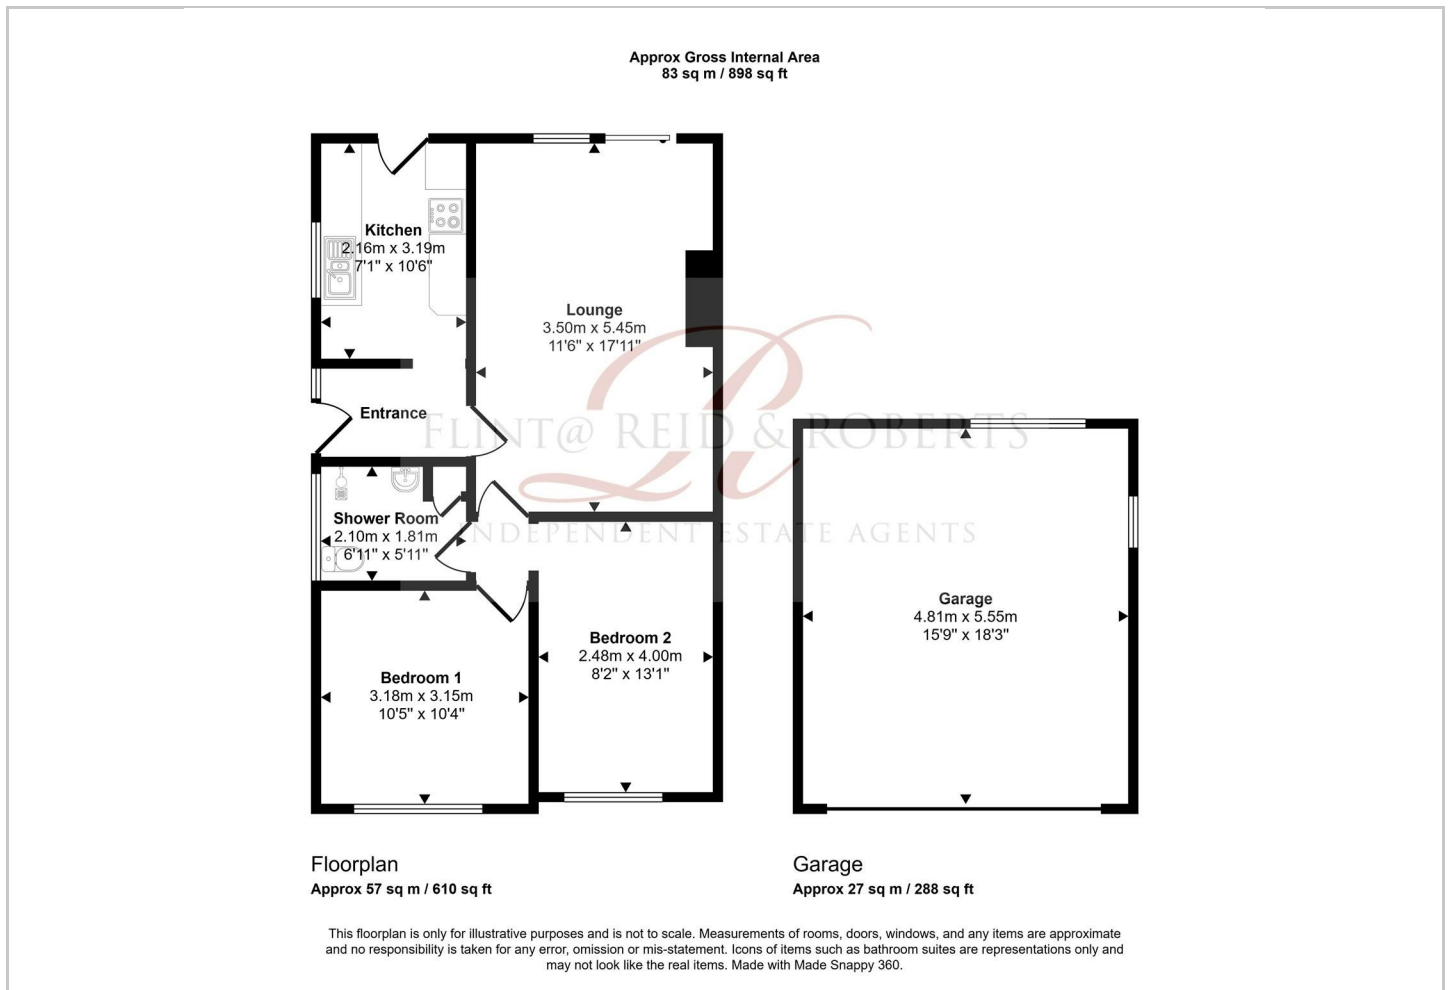 Approx Gross Internal Area
83 sq m / 898 sq ft
Kitchen
2.16m x 3.19m
7'1" x 10'6"
Lounge
3.50m x 5.45m
11'6" x 17'11"
Entrance
FLINT@ REID & ROBERTS
INDEPENDENT ESTATE AGENTS
Shower Room
2.10m x 1.81m
6'11" x 5'11"
Bedroom 1
3.18m x 3.15m
10'5" x 10'4"
Bedroom 2
2.48m x 4.00m
8'2" x 13'1"
Garage
4.81m x 5.55m
15'9" x 18'3"
Floorplan
Approx 57 sq m / 610 sq ft
Garage
Approx 27 sq m / 288 sq ft
This floorplan is only for illustrative purposes and is not to scale. Measurements of rooms, doors, windows, and any items are approximate
and no responsibility is taken for any error, omission or mis-statement. Icons of items such as bathroom suites are representations only and
may not look like the real items. Made with Made Snappy 360.